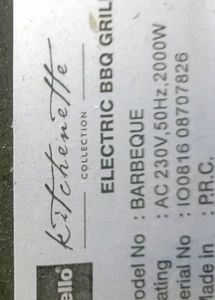 ello
Kitchenette
COLLECTION
ELECTRIC BBQ GRIL
odel No : BARBEQUE
ating : AC 230V,50Hz,2000W
erial No : IO0816 08707826
ade in : P.R.C.